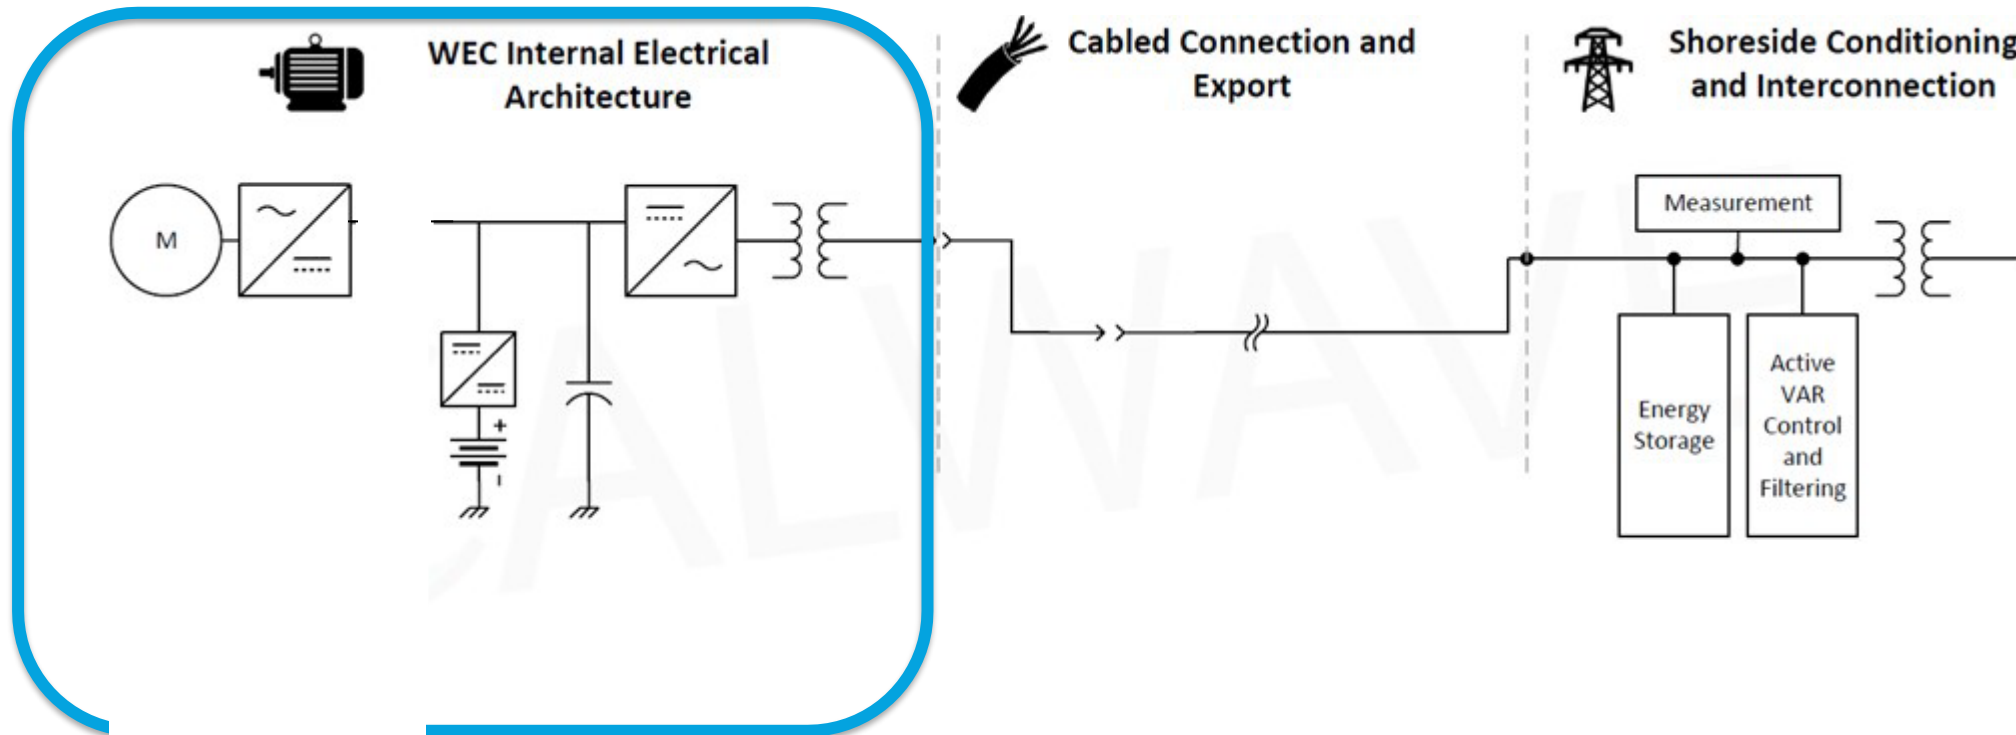 WEC Internal Electrical
Architecture
Cabled Connection and
Export
Shoreside Conditioning
and Interconnection
M
Measurement
+
Energy
Storage
Active
VAR
Control
and
Filtering
CALWAVE